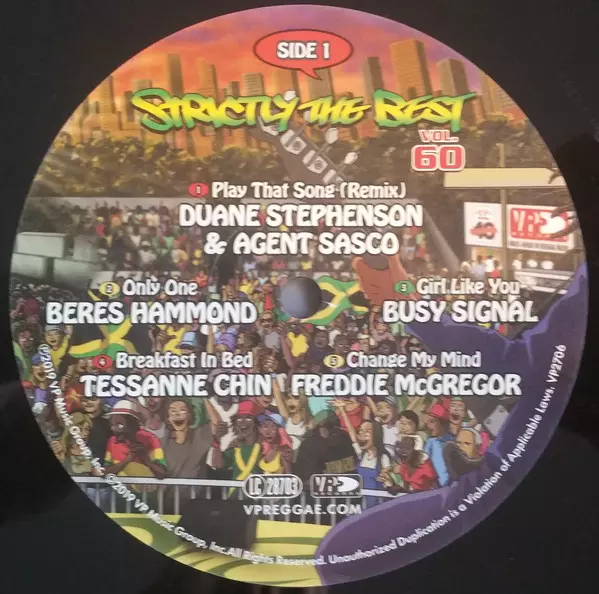 SIDE 1
STRICTLY THE BEST
VOL.
60
1 Play That Song (Remix)
DUANE STEPHENSON
& AGENT SASCO
2 Only One
BERES HAMMOND
3 Girl Like You
BUSY SIGNAL
4 Breakfast In Bed
TESSANNE CHIN
5 Change My Mind
FREDDIE McGREGOR
LC 28703
VP
VPREGGAE.COM
40
VP
℗2019 VP Music Group, Inc. ©2019 VP Music Group, Inc. All Rights Reserved. Unauthorized Duplication is a Violation of Applicable Laws. VP2706